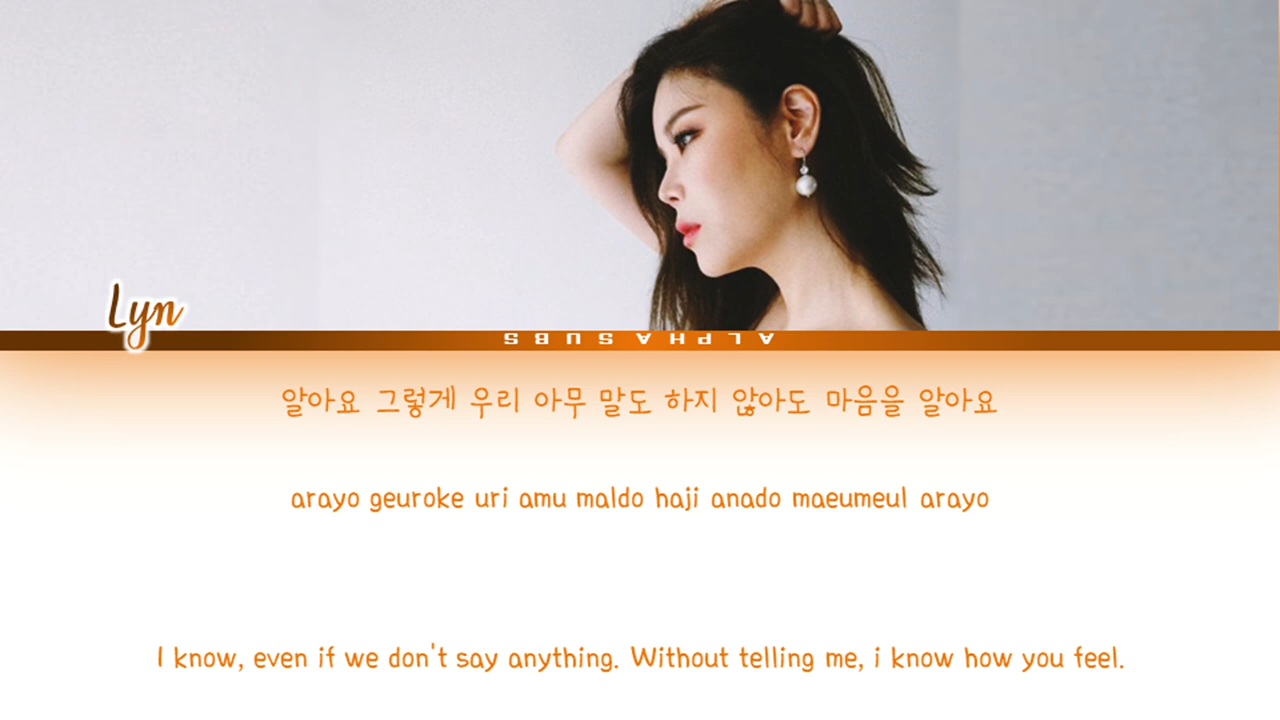 Lyn
ALPHA SUBS
알아요 그렇게 우리 아무 말도 하지 않아도 마음을 알아요
arayo geuroke uri amu maldo haji anado maeumeul arayo
I know, even if we don't say anything. Without telling me, i know how you feel.